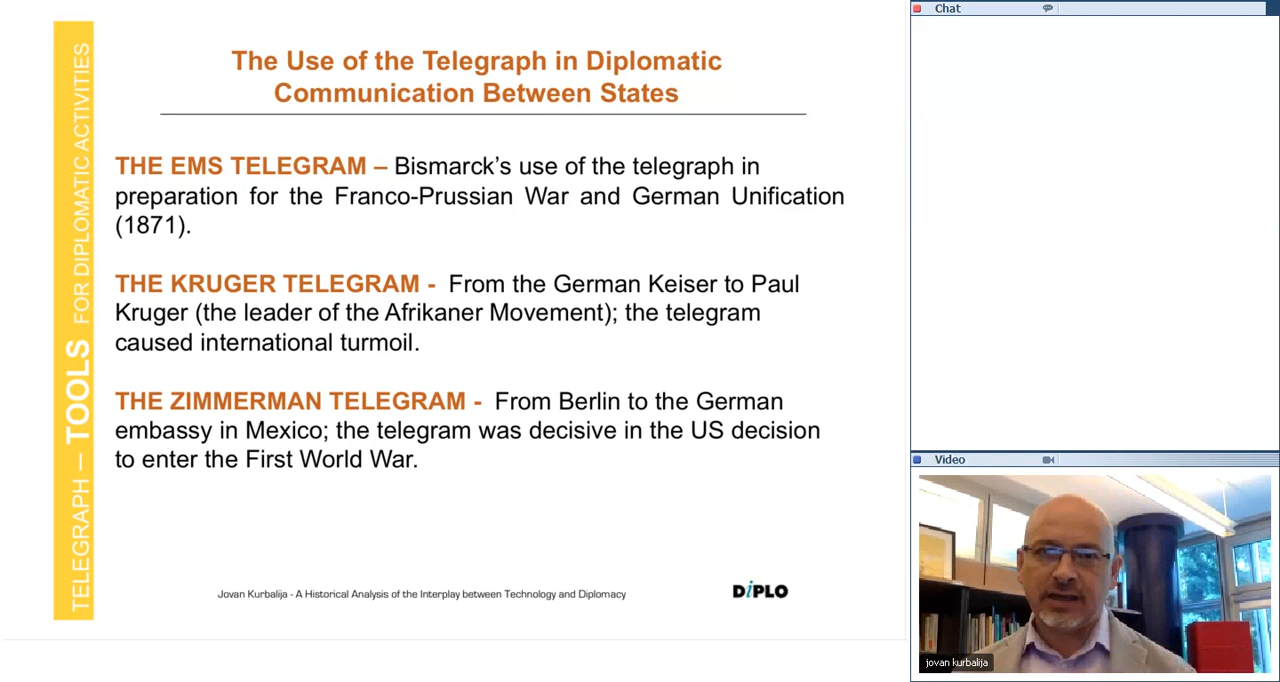 TELEGRAPH – TOOLS FOR DIPLOMATIC ACTIVITIES
The Use of the Telegraph in Diplomatic
Communication Between States
THE EMS TELEGRAM – Bismarck’s use of the telegraph in
preparation for the Franco-Prussian War and German Unification
(1871).
THE KRUGER TELEGRAM - From the German Keiser to Paul
Kruger (the leader of the Afrikaner Movement); the telegram
caused international turmoil.
THE ZIMMERMAN TELEGRAM - From Berlin to the German
embassy in Mexico; the telegram was decisive in the US decision
to enter the First World War.
Jovan Kurbalija - A Historical Analysis of the Interplay between Technology and Diplomacy
DiPLO
Chat
Video
jovan kurbalija